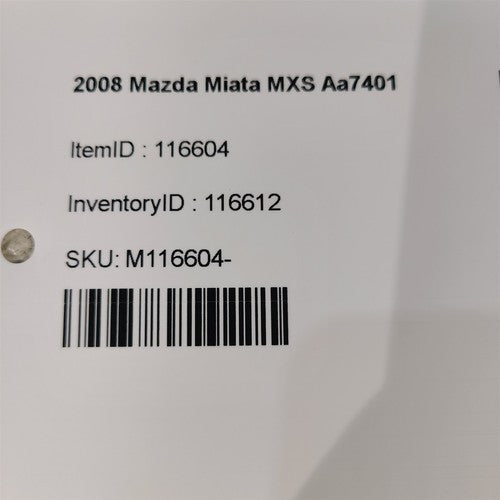 2008 Mazda Miata MXS Aa7401
ItemID : 116604
InventoryID : 116612
SKU: M116604-